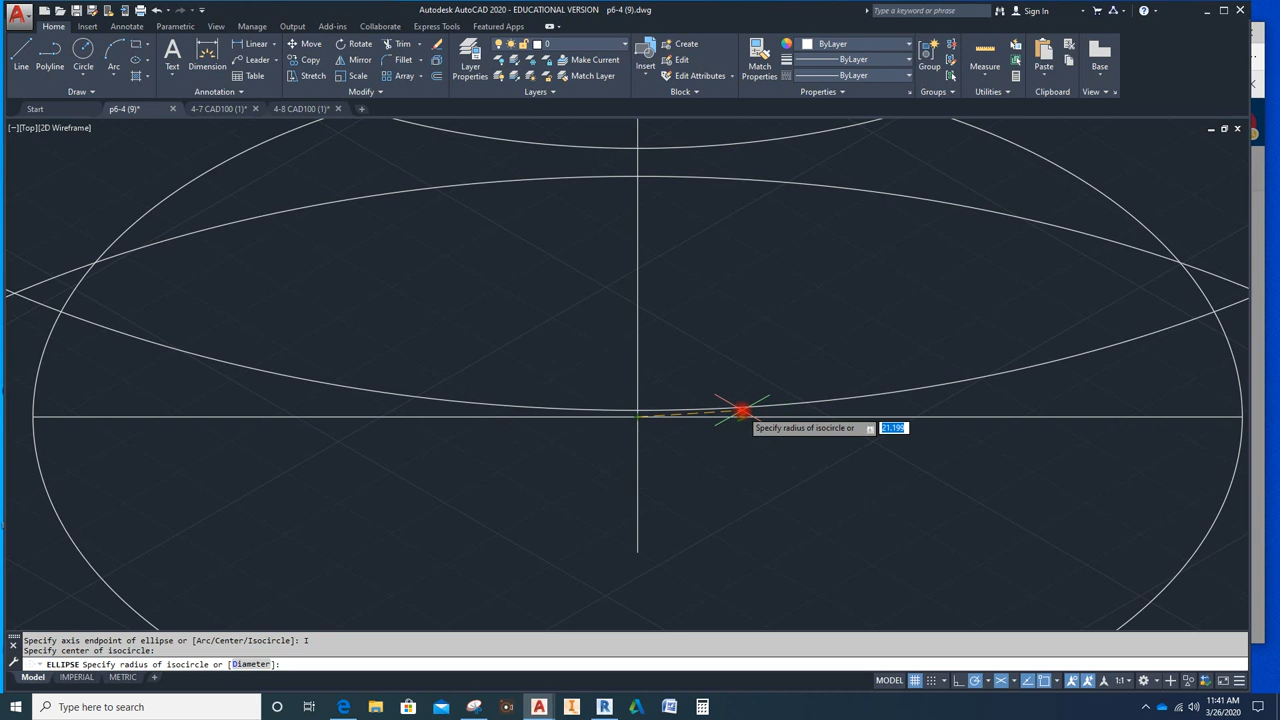 Autodesk AutoCAD 2020 - EDUCATIONAL VERSION p6-4 (9).dwg
Type a keyword or phrase
Sign In
Home Insert Annotate Parametric View Manage Output Add-ins Collaborate Express Tools Featured Apps
Linear Move Rotate Trim Create ByLayer
Line Polyline Circle Arc Text Dimension Leader Copy Mirror Fillet Layer Properties Make Current Insert Edit Match Properties ByLayer Group Measure Paste Base
Table Stretch Scale Array Match Layer Edit Attributes ByLayer
Draw Annotation Modify Layers Block Properties Groups Utilities Clipboard View
Start p6-4 (9)* 4-7 CAD100 (1)* 4-8 CAD100 (1)*
[−][Top][2D Wireframe]
Specify radius of isocircle or 21.199
Specify axis endpoint of ellipse or [Arc/Center/Isocircle]: I
Specify center of isocircle:
ELLIPSE Specify radius of isocircle or [Diameter]:
Model IMPERIAL METRIC
MODEL 1:1
Type here to search
11:41 AM
3/26/2020